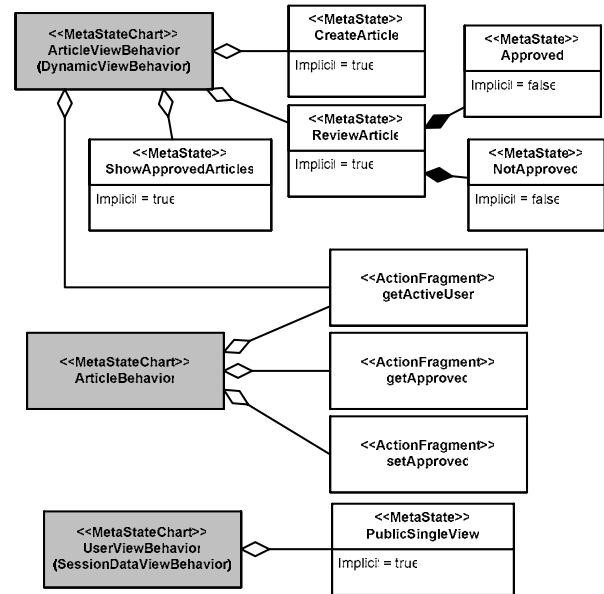 <<MetaStateChart>>
ArticleViewBehavior
(DynamicViewBehavior)
<<MetaState>>
CreateArticle
Implicit = true
<<MetaState>>
Approved
Implicit = false
<<MetaState>>
ReviewArticle
Implicit = true
<<MetaState>>
ShowApprovedArticles
Implicit = true
<<MetaState>>
NotApproved
Implicit = false
<<ActionFragment>>
getActiveUser
<<MetaStateChart>>
ArticleBehavior
<<ActionFragment>>
getApproved
<<ActionFragment>>
setApproved
<<MetaStateChart>>
UserViewBehavior
(SessionDataViewBehavior)
<<MetaState>>
PublicSingleView
Implicit = true